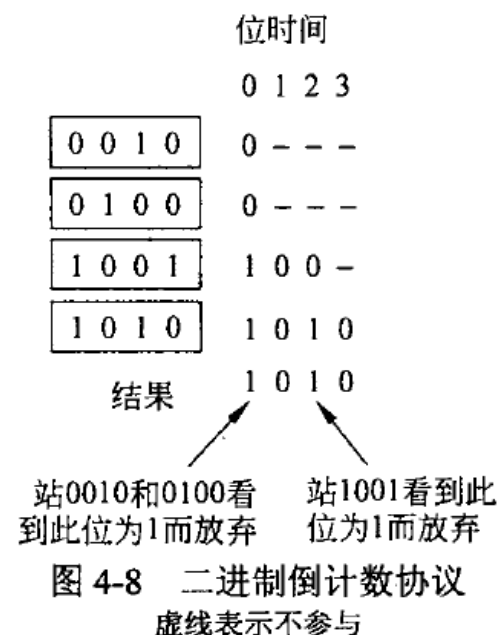 位时间
0 1 2 3
0 0 1 0 0 – – –
0 1 0 0 0 – – –
1 0 0 1 1 0 0 –
1 0 1 0 1 0 1 0
结果 1 0 1 0
站0010和0100看
到此位为1而放弃
站1001看到此
位为1而放弃
图 4-8 二进制倒计数协议
虚线表示不参与